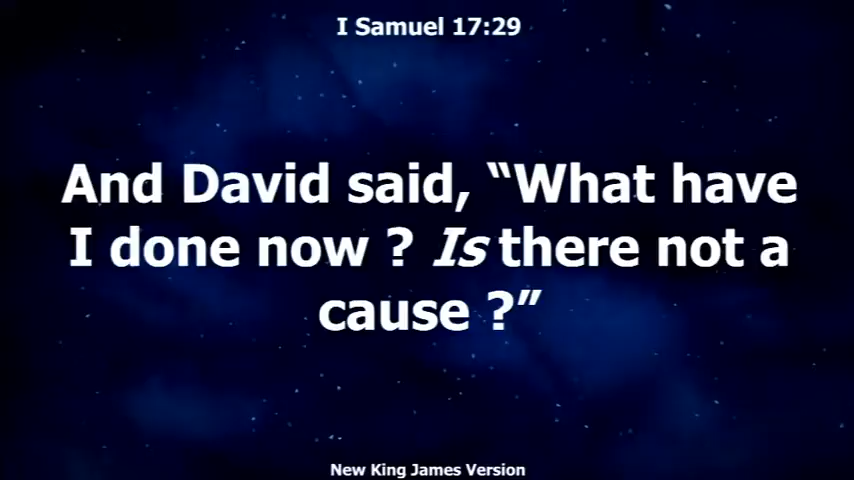 I Samuel 17:29
And David said, “What have
I done now ? Is there not a
cause ?”
New King James Version